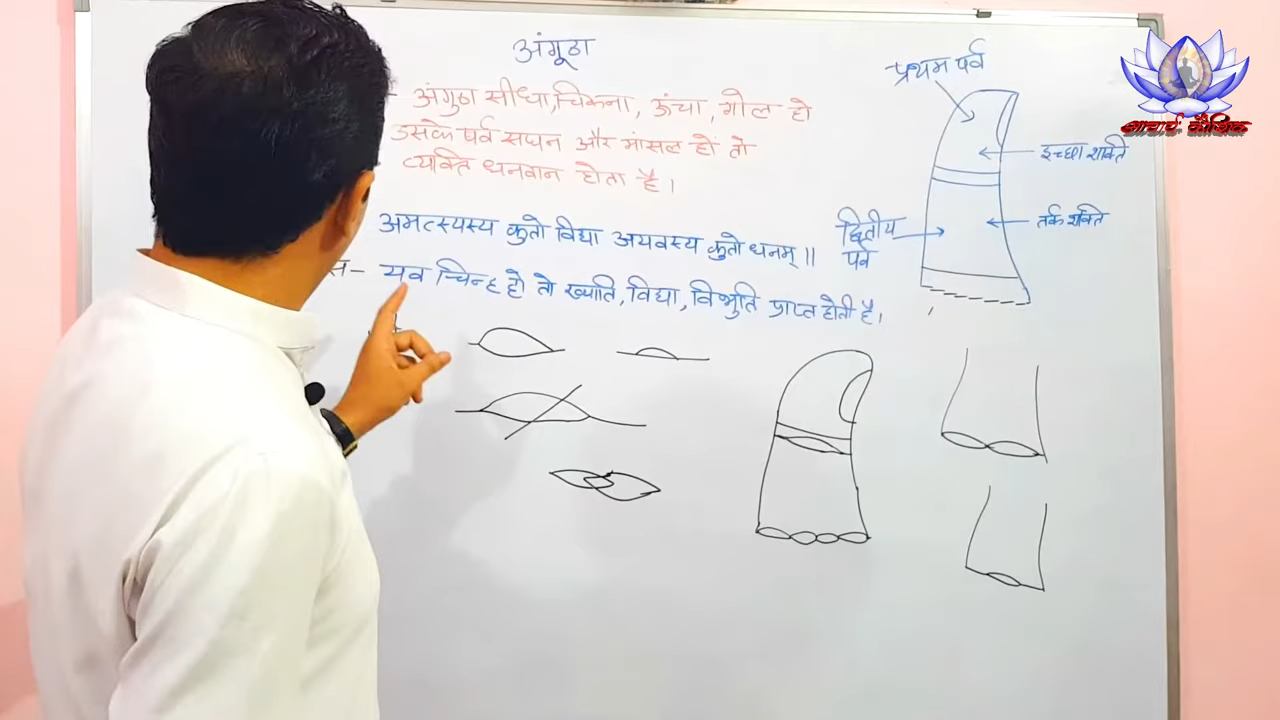 अंगूठा
अंगुठा सीधा, चिकना, ऊंचा, गोल हो
उसके पर्व सघन और मांसल हो तो
व्यक्ति धनवान होता है।
अमत्स्यस्य कुतो विद्या अयवस्य कुतो धनम् ॥
यव चिन्ह हो तो ख्याति, विद्या, विभुति प्राप्त होती है।
प्रथम पर्व
इच्छा शक्ति
तर्क शक्ति
द्वितीय
पर्व
आचार्य कौशिक